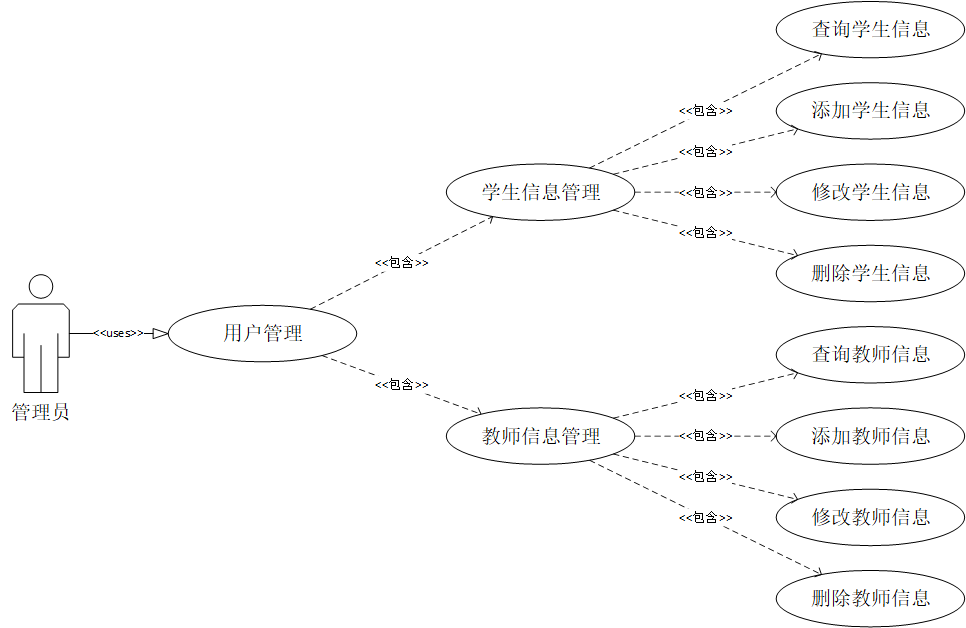 查询学生信息
<<包含>>
添加学生信息
<<包含>>
学生信息管理
<<包含>>
修改学生信息
<<包含>>
删除学生信息
<<包含>>
管理员
<<uses>>
用户管理
<<包含>>
查询教师信息
<<包含>>
教师信息管理
<<包含>>
添加教师信息
<<包含>>
修改教师信息
<<包含>>
删除教师信息